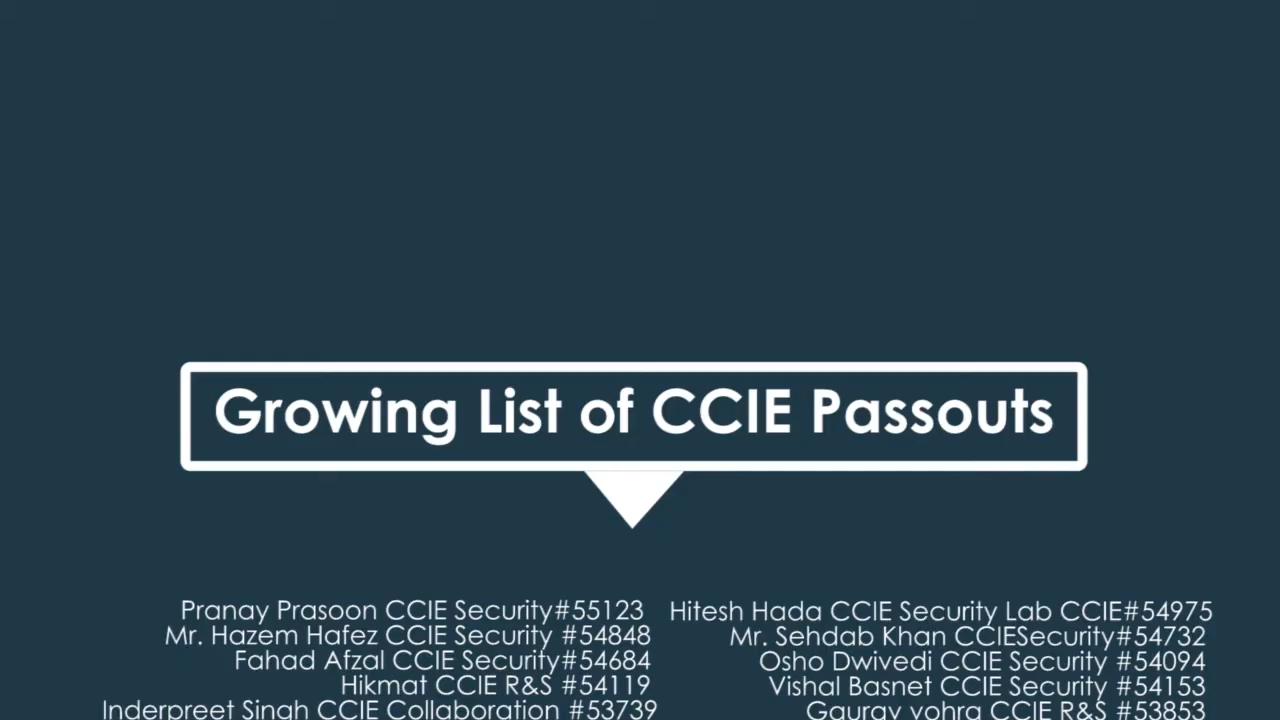 Growing List of CCIE Passouts
Pranay Prasoon CCIE Security#55123
Mr. Hazem Hafez CCIE Security #54848
Fahad Afzal CCIE Security#54684
Hikmat CCIE R&S #54119
Inderpreet Singh CCIE Collaboration #53739
Hitesh Hada CCIE Security Lab CCIE#54975
Mr. Sehdab Khan CCIESecurity#54732
Osho Dwivedi CCIE Security #54094
Vishal Basnet CCIE Security #54153
Gaurav vohra CCIE R&S #53853